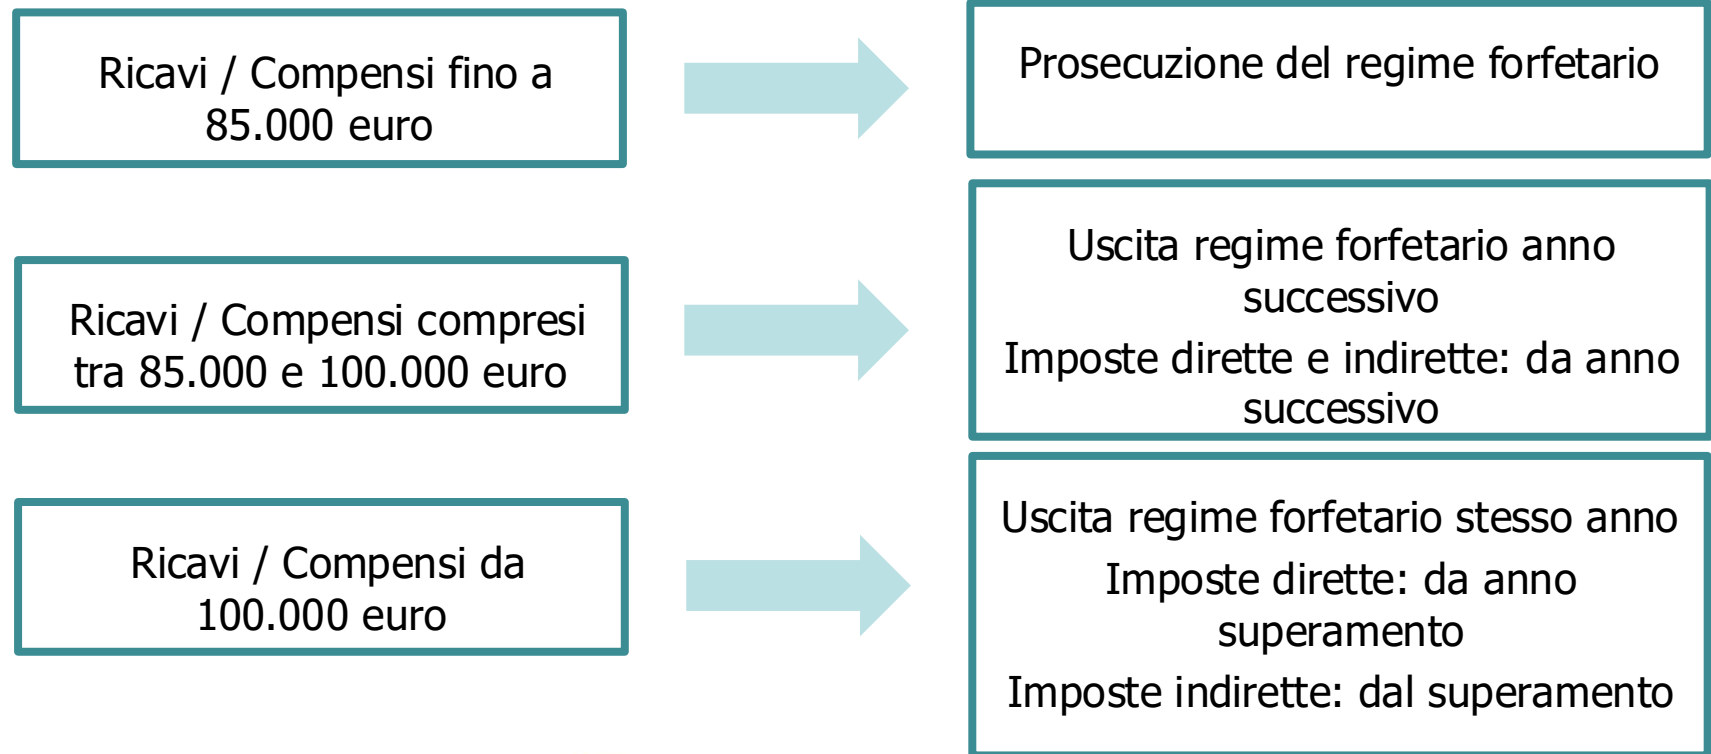 Ricavi / Compensi fino a
85.000 euro
Prosecuzione del regime forfetario
Ricavi / Compensi compresi
tra 85.000 e 100.000 euro
Uscita regime forfetario anno
successivo
Imposte dirette e indirette: da anno
successivo
Ricavi / Compensi da
100.000 euro
Uscita regime forfetario stesso anno
Imposte dirette: da anno
superamento
Imposte indirette: dal superamento